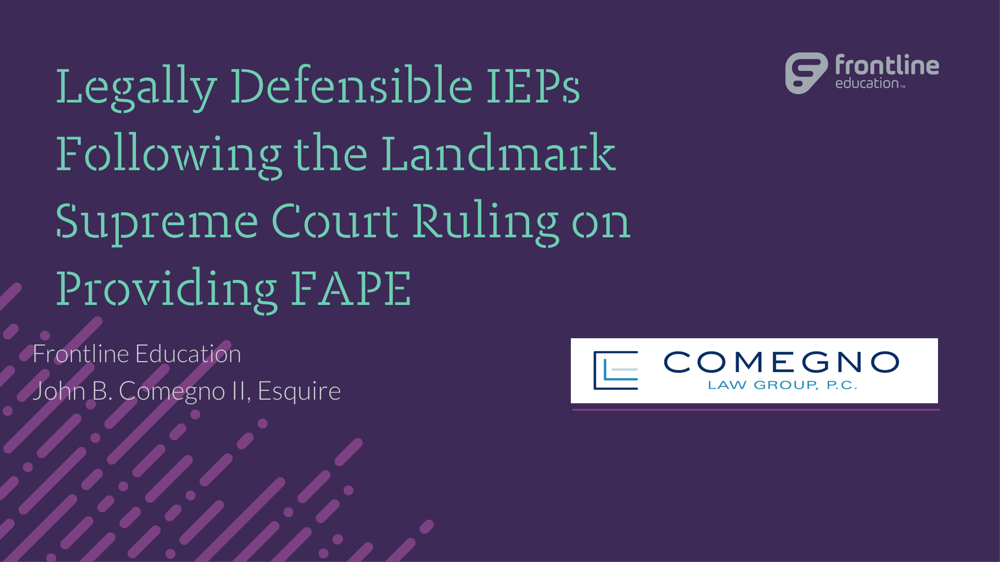 Legally Defensible IEPs
Following the Landmark
Supreme Court Ruling on
Providing FAPE
frontline
education™
Frontline Education
John B. Comegno II, Esquire
COMEGNO
LAW GROUP, P.C.